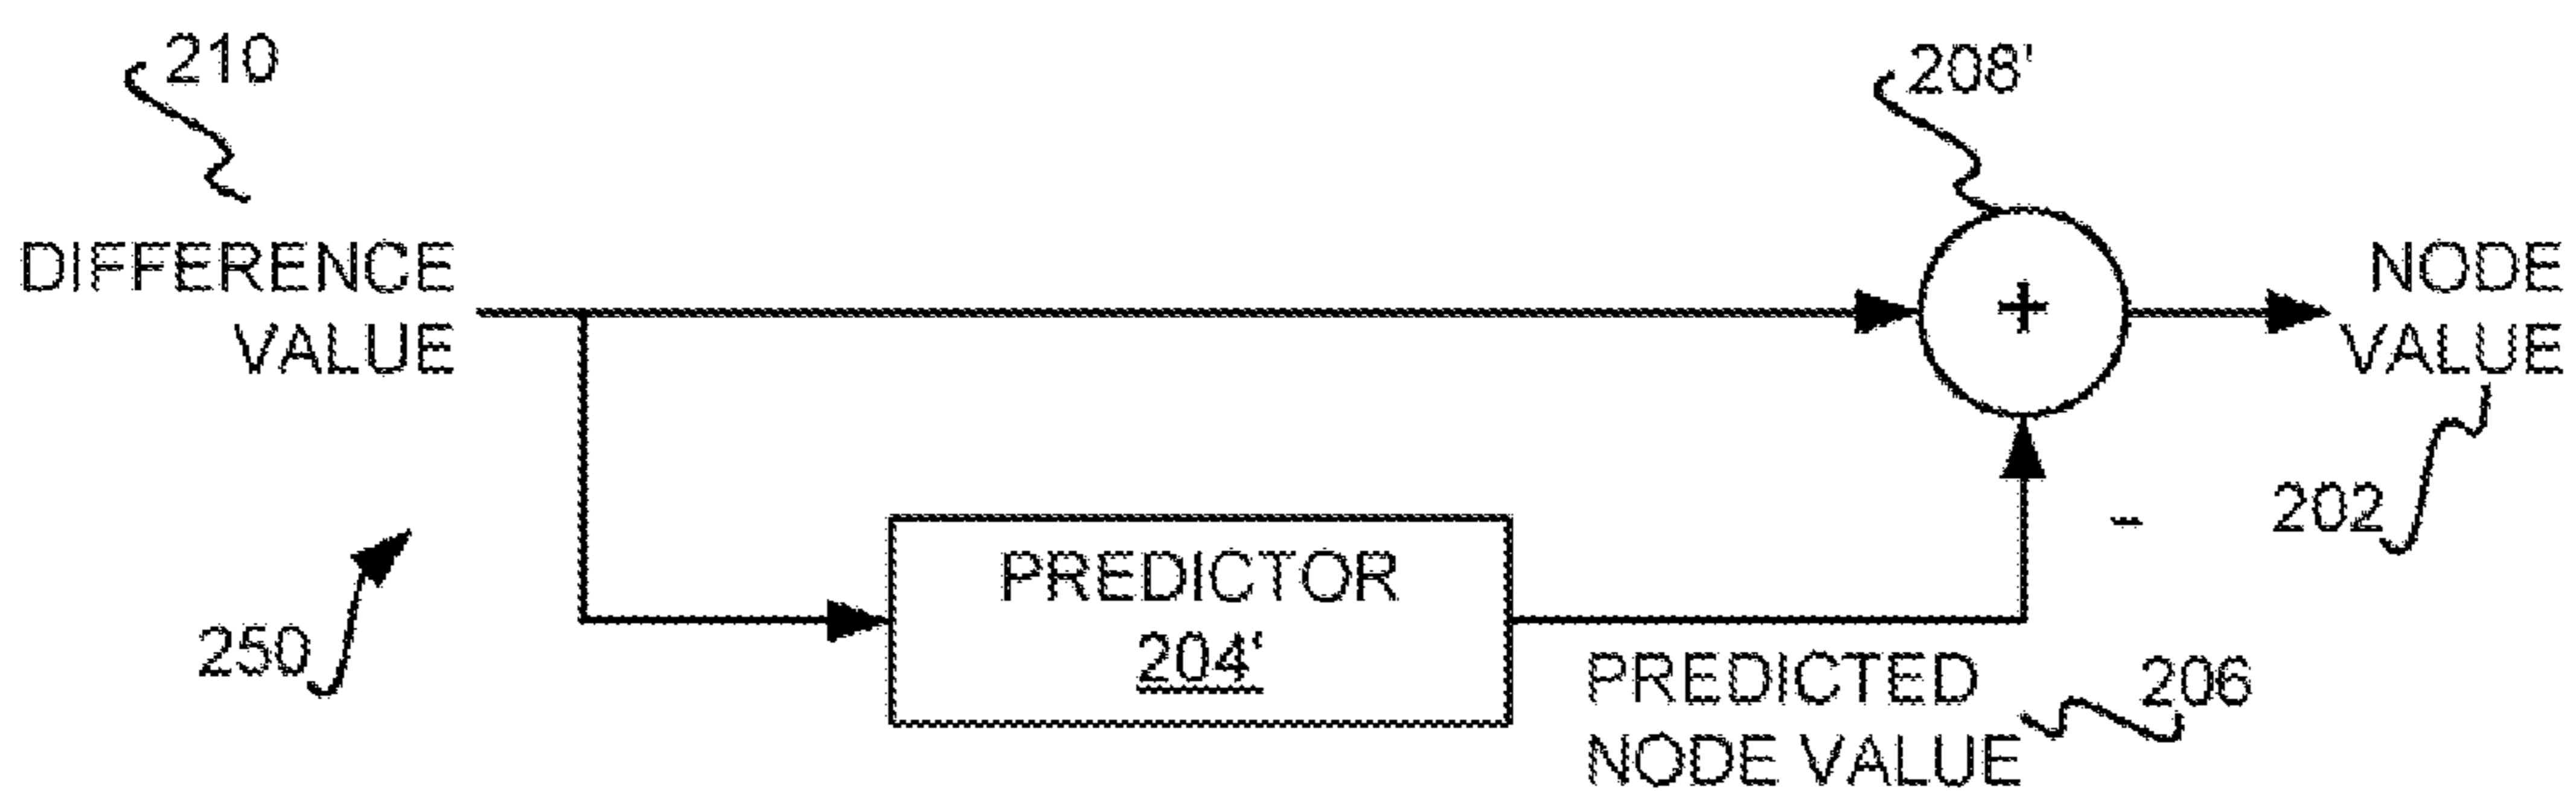 210
208'
DIFFERENCE
VALUE
+
NODE
VALUE
-
202
PREDICTOR
204'
250
PREDICTED
NODE VALUE
206